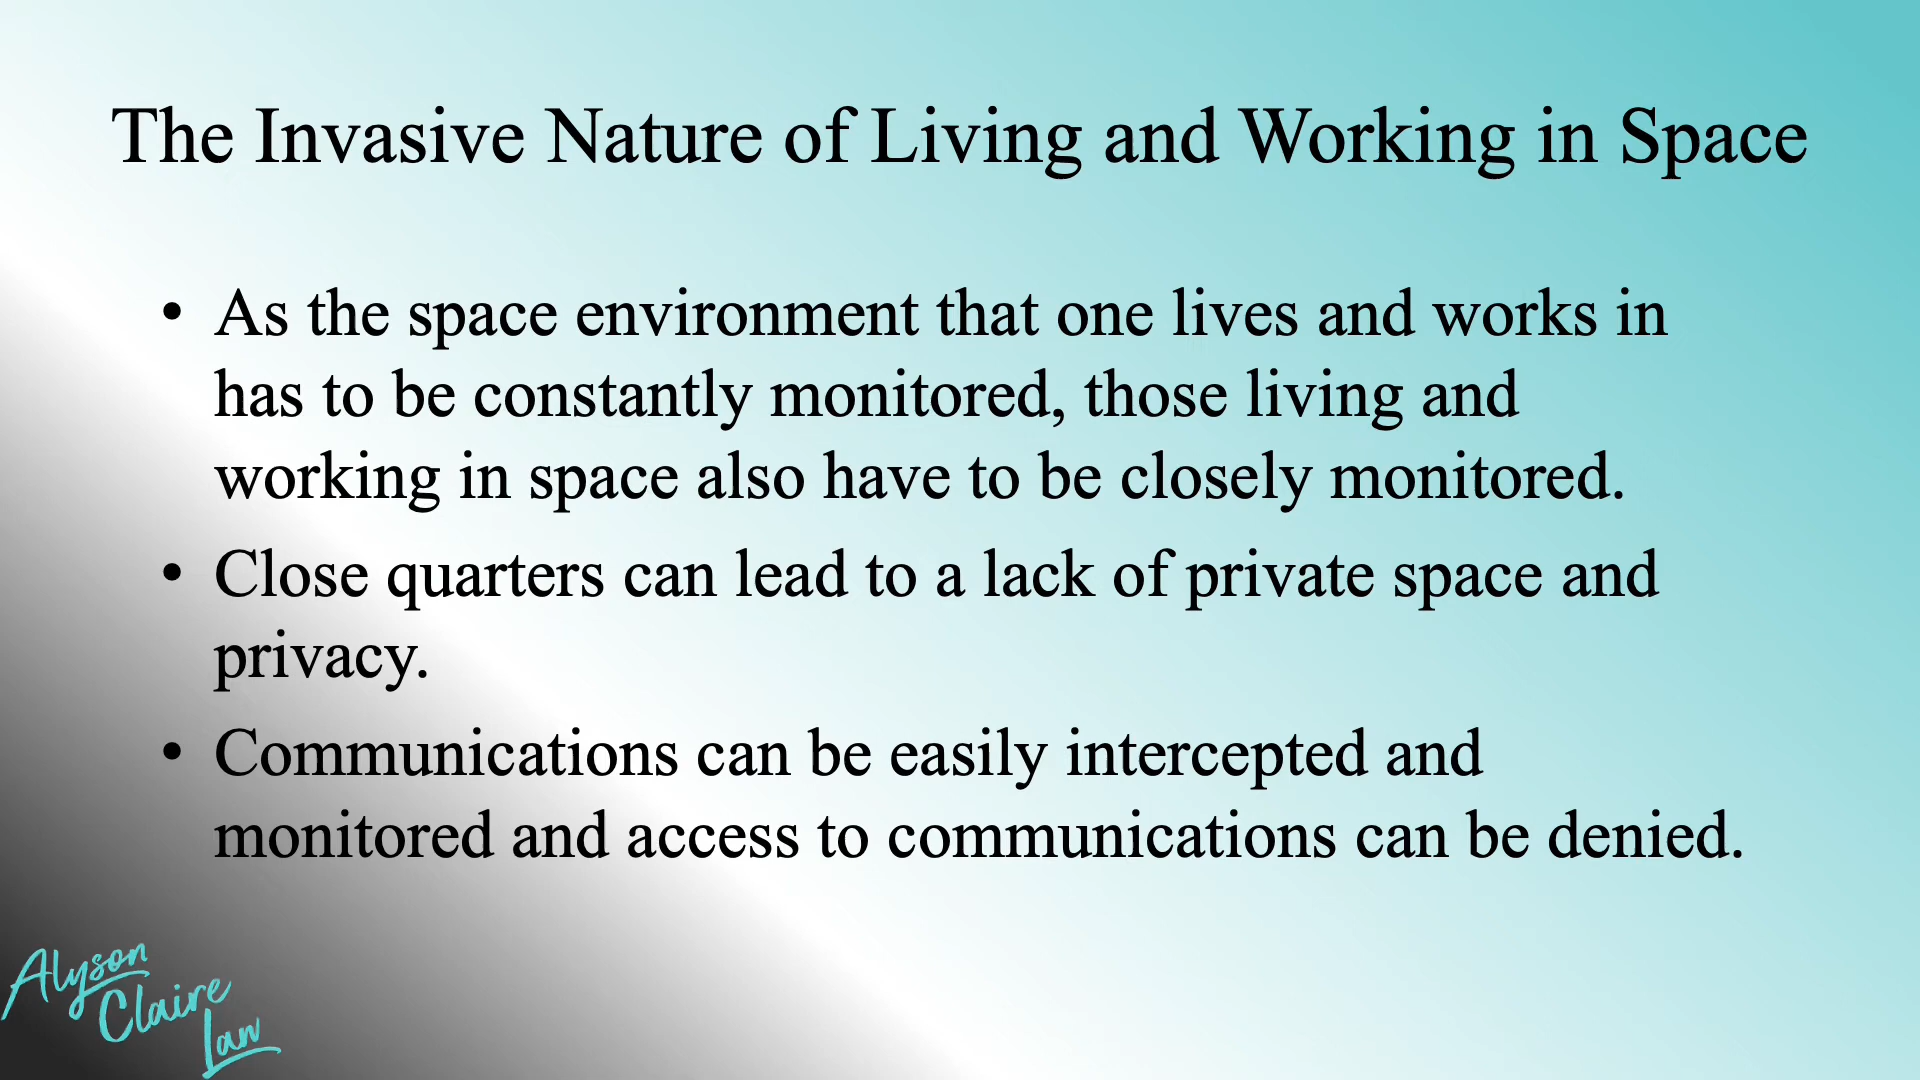 The Invasive Nature of Living and Working in Space
• As the space environment that one lives and works in
has to be constantly monitored, those living and
working in space also have to be closely monitored.
• Close quarters can lead to a lack of private space and
privacy.
• Communications can be easily intercepted and
monitored and access to communications can be denied.
Alyson
Claire
Law